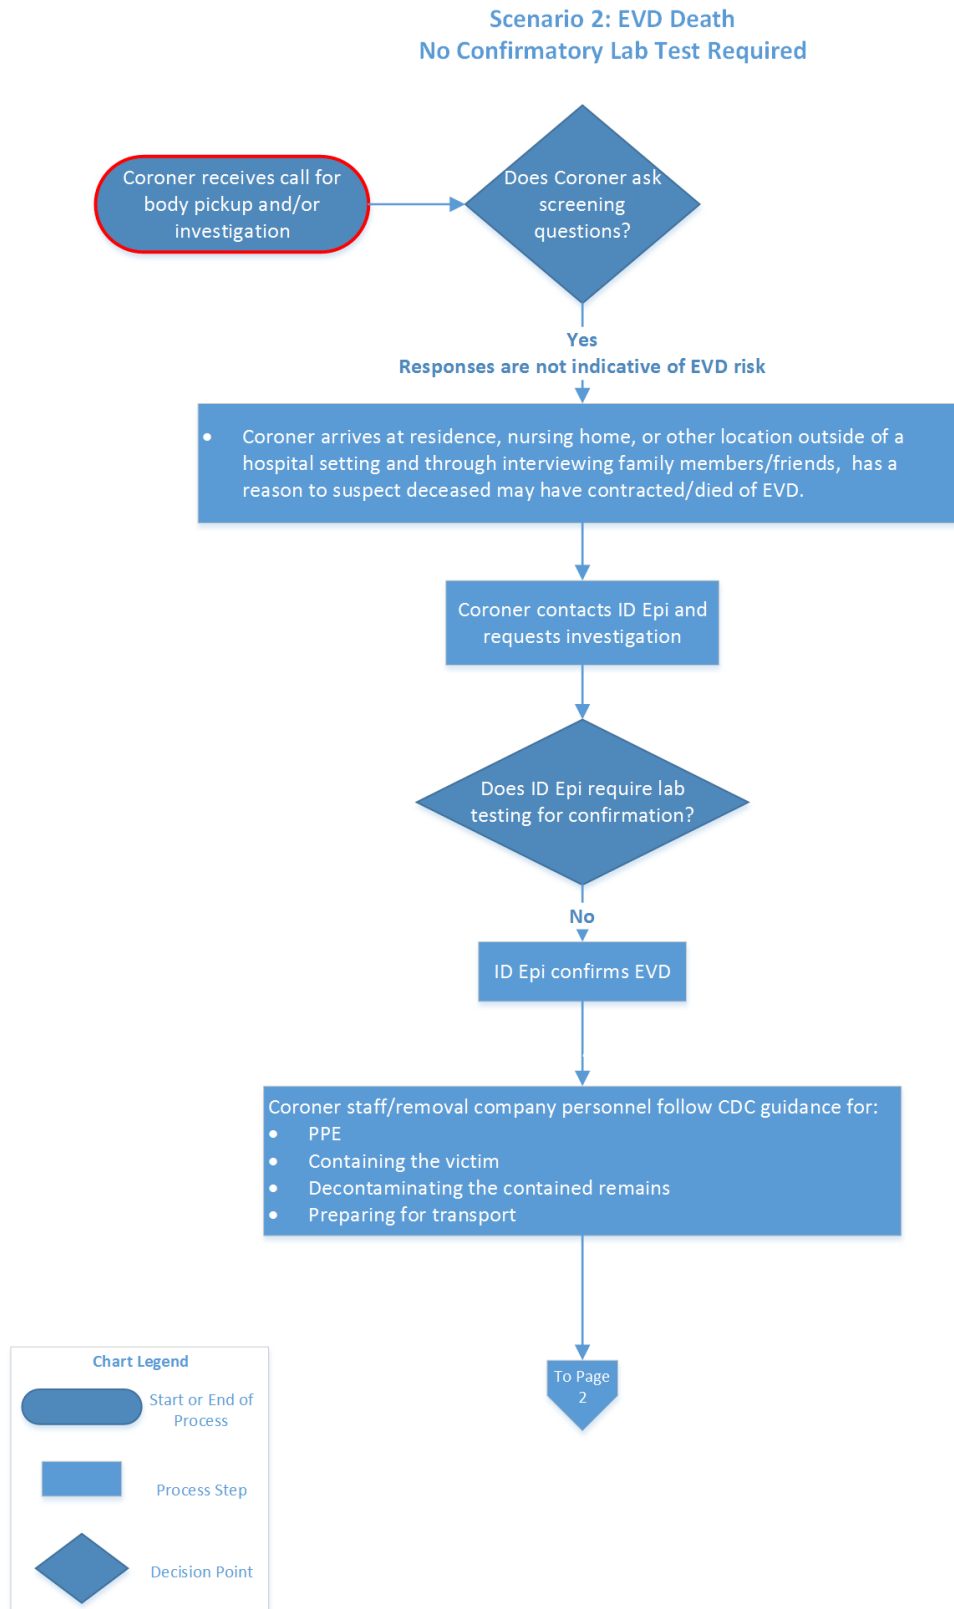 Scenario 2: EVD Death
No Confirmatory Lab Test Required
Coroner receives call for
body pickup and/or
investigation
Does Coroner ask
screening
questions?
Yes
Responses are not indicative of EVD risk
• Coroner arrives at residence, nursing home, or other location outside of a
hospital setting and through interviewing family members/friends, has a
reason to suspect deceased may have contracted/died of EVD.
Coroner contacts ID Epi and
requests investigation
Does ID Epi require lab
testing for confirmation?
No
ID Epi confirms EVD
Coroner staff/removal company personnel follow CDC guidance for:
• PPE
• Containing the victim
• Decontaminating the contained remains
• Preparing for transport
To Page
2
Chart Legend
Start or End of
Process
Process Step
Decision Point